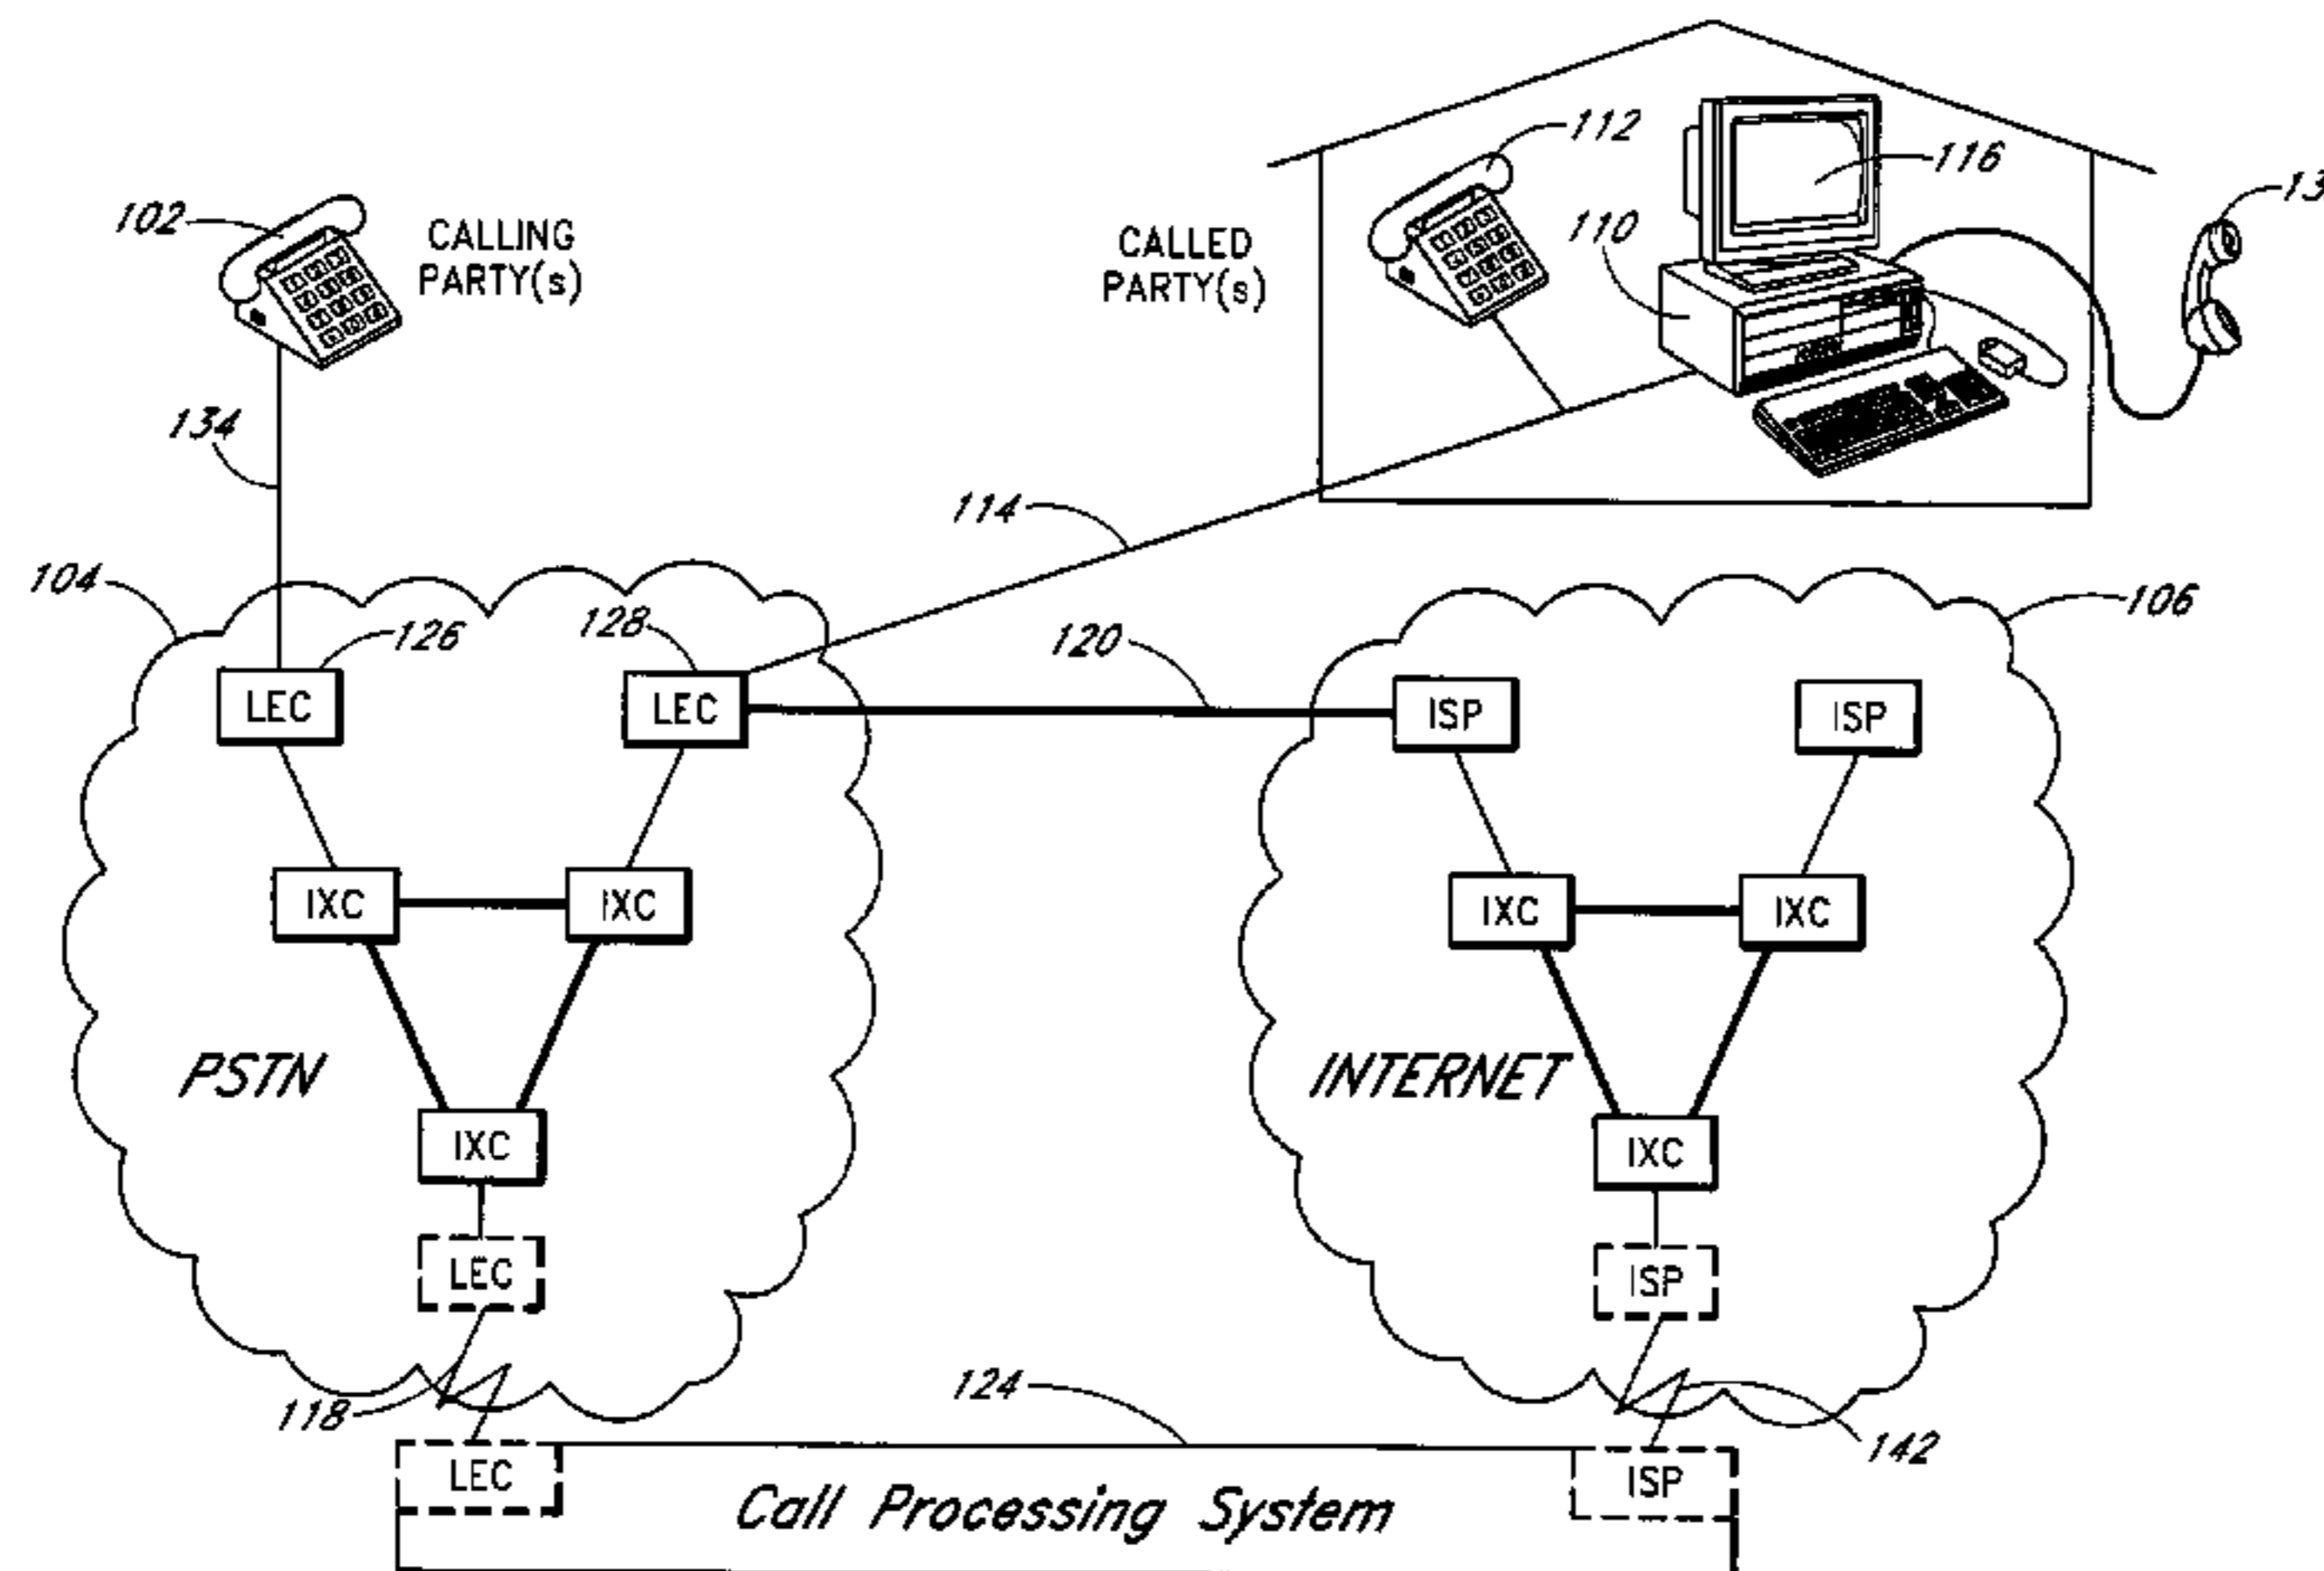 112
116
13
102
CALLING
PARTY(s)
CALLED
PARTY(s)
110
134
114
104
126
128
120
106
LEC
LEC
ISP
ISP
IXC
IXC
IXC
IXC
PSTN
INTERNET
IXC
IXC
LEC
ISP
118
124
142
LEC
ISP
Call Processing System